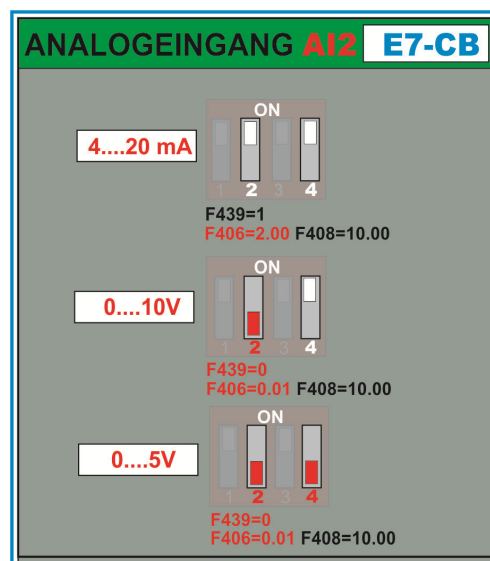 ANALOGEINGANG AI2 E7-CB
ON
4....20 mA
1 2 3 4
F439=1
F406=2.00 F408=10.00
ON
0....10V
1 2 3 4
F439=0
F406=0.01 F408=10.00
ON
0....5V
1 2 3 4
F439=0
F406=0.01 F408=10.00